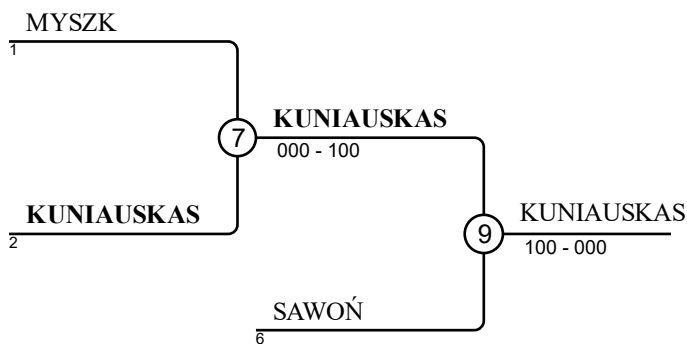 MYSZK
1
7
KUNIAUSKAS
000 - 100
KUNIAUSKAS
2
9
KUNIAUSKAS
100 - 000
SAWOŃ
6